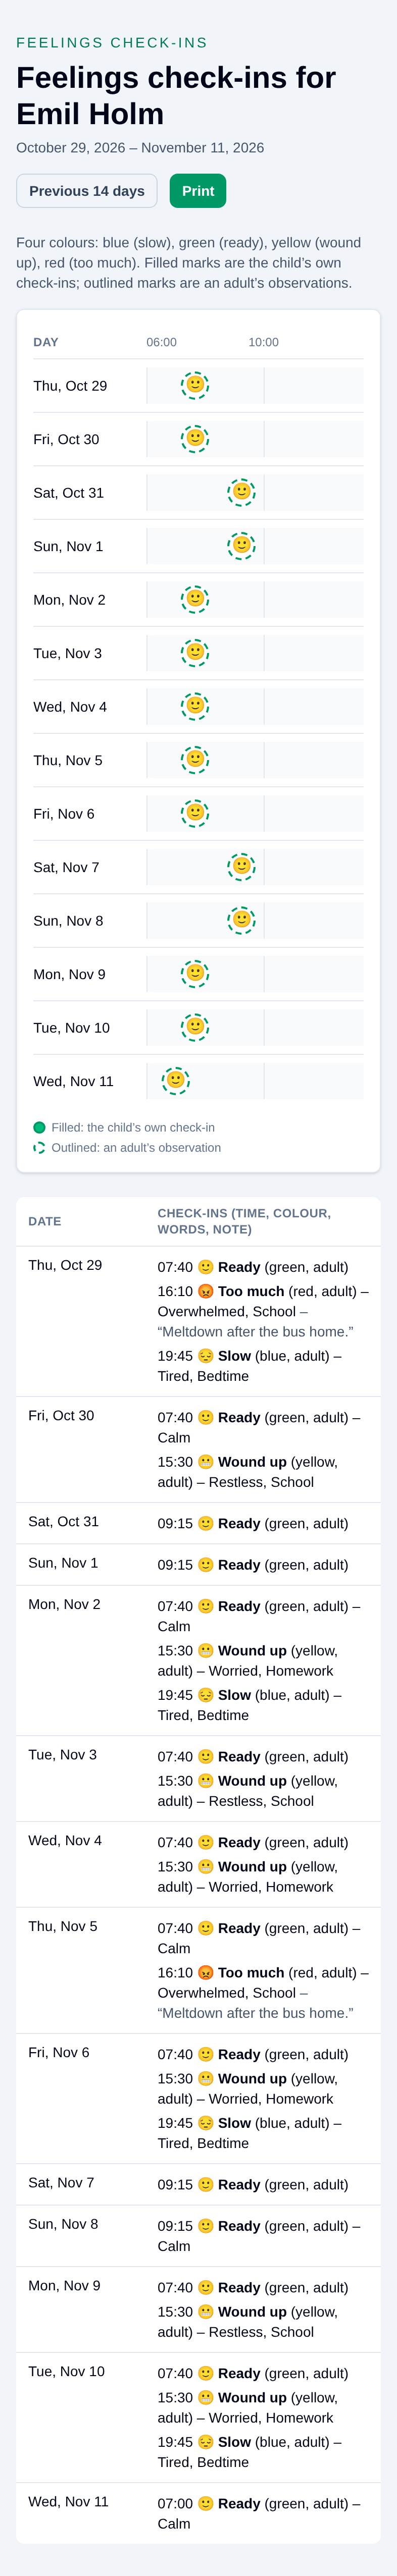 FEELINGS CHECK-INS
Feelings check-ins for
Emil Holm
October 29, 2026 – November 11, 2026
Previous 14 days
Print
Four colours: blue (slow), green (ready), yellow (wound
up), red (too much). Filled marks are the child’s own
check-ins; outlined marks are an adult’s observations.
DAY 06:00 10:00
Thu, Oct 29
Fri, Oct 30
Sat, Oct 31
Sun, Nov 1
Mon, Nov 2
Tue, Nov 3
Wed, Nov 4
Thu, Nov 5
Fri, Nov 6
Sat, Nov 7
Sun, Nov 8
Mon, Nov 9
Tue, Nov 10
Wed, Nov 11
Filled: the child’s own check-in
Outlined: an adult’s observation
DATE
CHECK-INS (TIME, COLOUR,
WORDS, NOTE)
Thu, Oct 29
07:40 🙂 Ready (green, adult)
16:10 😡 Too much (red, adult) –
Overwhelmed, School –
“Meltdown after the bus home.”
19:45 😔 Slow (blue, adult) –
Tired, Bedtime
Fri, Oct 30
07:40 🙂 Ready (green, adult) –
Calm
15:30 😬 Wound up (yellow,
adult) – Restless, School
Sat, Oct 31
09:15 🙂 Ready (green, adult)
Sun, Nov 1
09:15 🙂 Ready (green, adult)
Mon, Nov 2
07:40 🙂 Ready (green, adult) –
Calm
15:30 😬 Wound up (yellow,
adult) – Worried, Homework
19:45 😔 Slow (blue, adult) –
Tired, Bedtime
Tue, Nov 3
07:40 🙂 Ready (green, adult)
15:30 😬 Wound up (yellow,
adult) – Restless, School
Wed, Nov 4
07:40 🙂 Ready (green, adult)
15:30 😬 Wound up (yellow,
adult) – Worried, Homework
Thu, Nov 5
07:40 🙂 Ready (green, adult) –
Calm
16:10 😡 Too much (red, adult) –
Overwhelmed, School –
“Meltdown after the bus home.”
Fri, Nov 6
07:40 🙂 Ready (green, adult)
15:30 😬 Wound up (yellow,
adult) – Worried, Homework
19:45 😔 Slow (blue, adult) –
Tired, Bedtime
Sat, Nov 7
09:15 🙂 Ready (green, adult)
Sun, Nov 8
09:15 🙂 Ready (green, adult) –
Calm
Mon, Nov 9
07:40 🙂 Ready (green, adult)
15:30 😬 Wound up (yellow,
adult) – Restless, School
Tue, Nov 10
07:40 🙂 Ready (green, adult)
15:30 😬 Wound up (yellow,
adult) – Worried, Homework
19:45 😔 Slow (blue, adult) –
Tired, Bedtime
Wed, Nov 11
07:00 🙂 Ready (green, adult) –
Calm